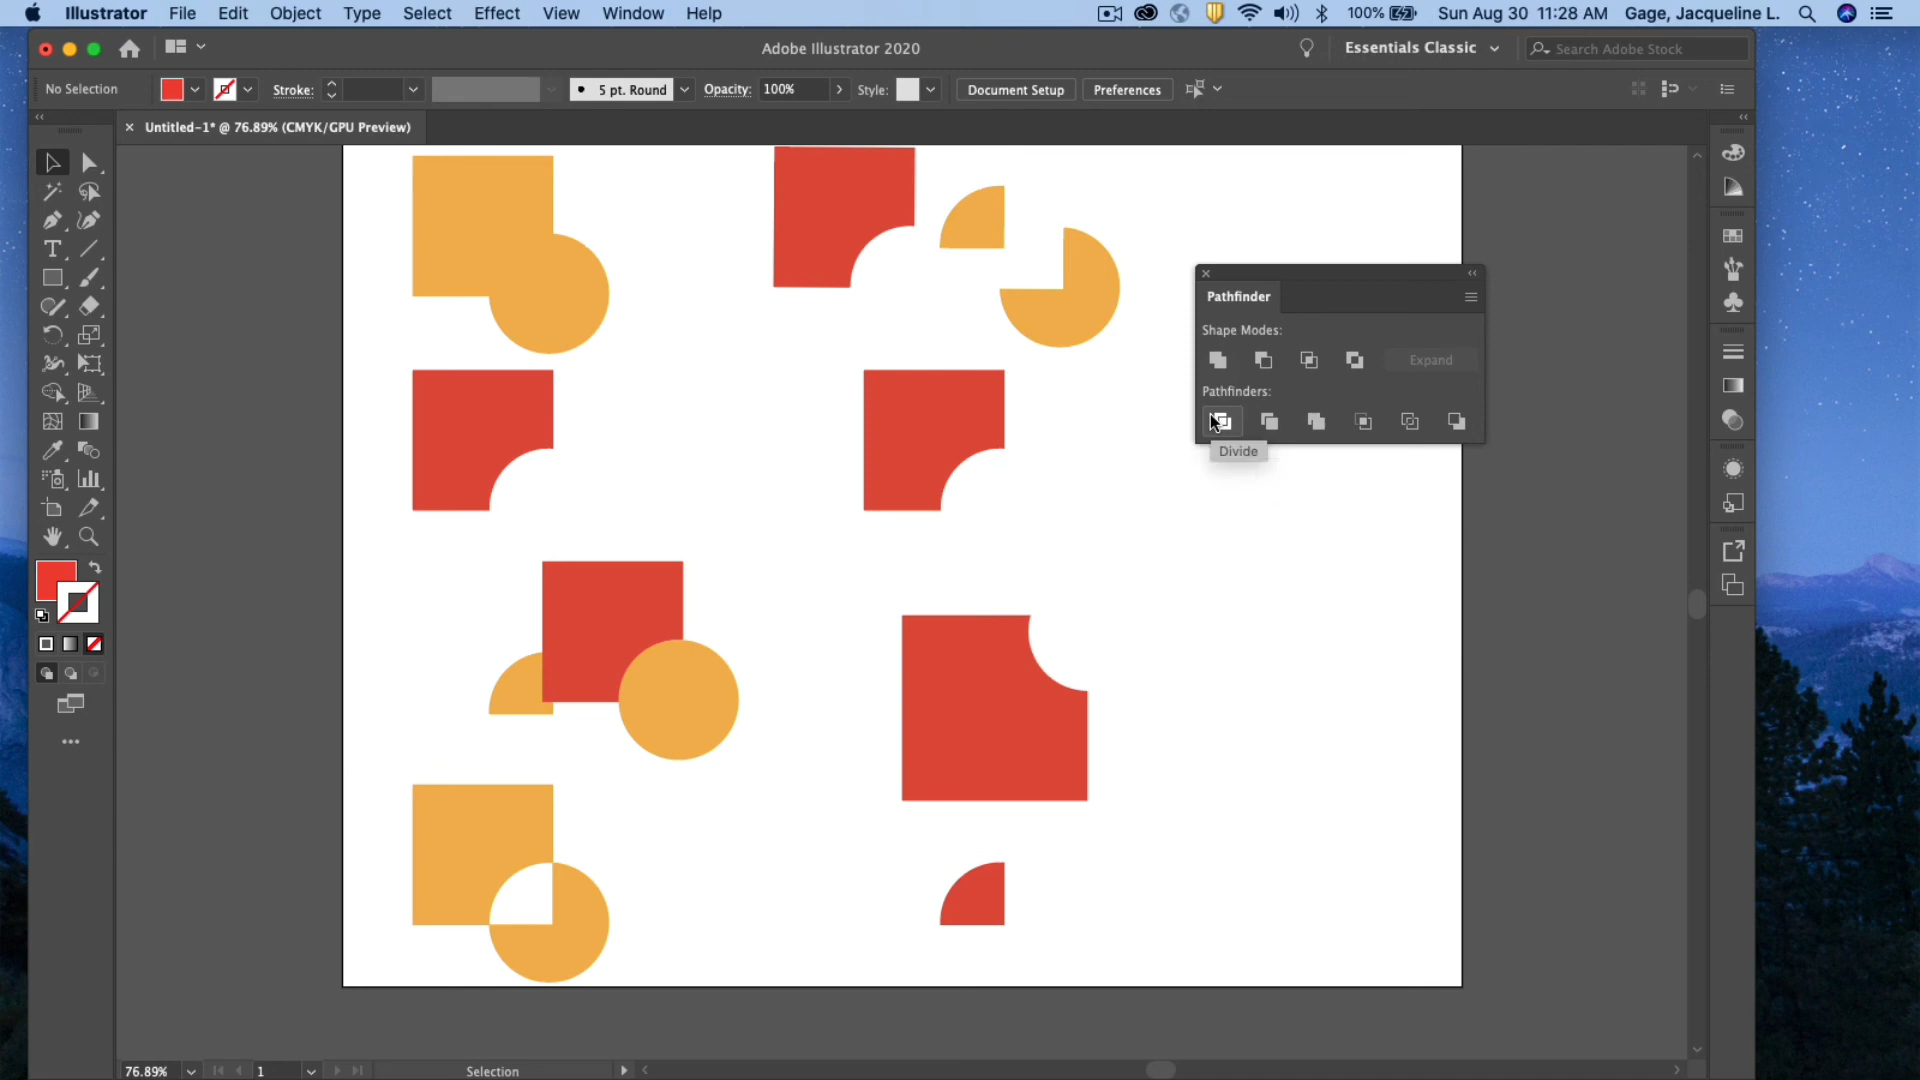 Illustrator File Edit Object Type Select Effect View Window Help 100% Sun Aug 30 11:28 AM Gage, Jacqueline L.
Adobe Illustrator 2020 Essentials Classic Search Adobe Stock
No Selection Stroke: 5 pt. Round Opacity: 100% Style: Document Setup Preferences
Untitled-1* @ 76.89% (CMYK/GPU Preview)
Pathfinder
Shape Modes:
Expand
Pathfinders:
Divide
76.89% 1 Selection